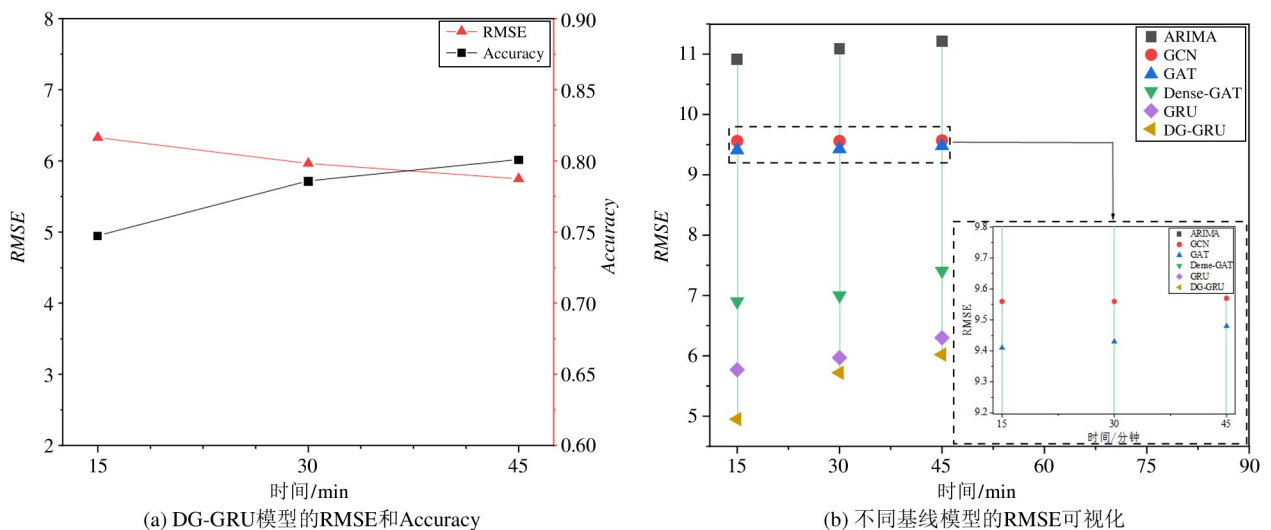 8
7
6
5
4
3
2
RMSE
0.90
0.85
0.80
0.75
0.70
0.65
0.60
Accuracy
RMSE
Accuracy
15
30
45
时间/min
(a) DG-GRU模型的RMSE和Accuracy
11
10
9
8
7
6
5
RMSE
ARIMA
GCN
GAT
Dense-GAT
GRU
DG-GRU
9.8
9.7
9.6
9.5
9.4
9.3
9.2
RMSE
ARIMA
GCN
GAT
Dense-GAT
GRU
DG-GRU
15
30
45
时间/分钟
15
30
45
60
75
90
时间/min
(b) 不同基线模型的RMSE可视化